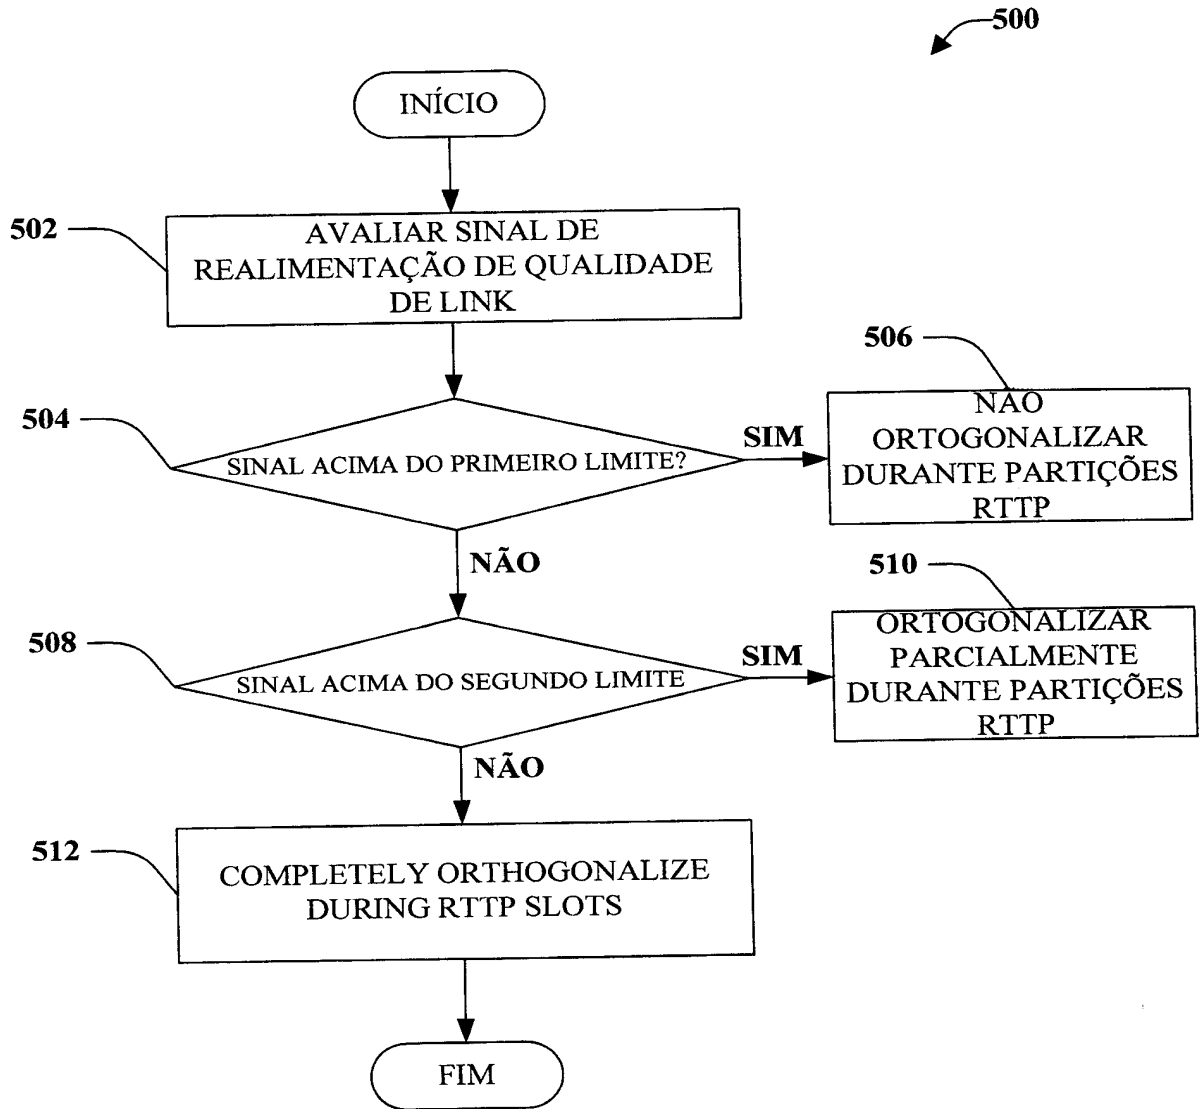 500
INÍCIO
502
AVALIAR SINAL DE
REALIMENTAÇÃO DE QUALIDADE
DE LINK
504
SINAL ACIMA DO PRIMEIRO LIMITE?
SIM
506
NAO
ORTOGONALIZAR
DURANTE PARTIÇÕES
RTTP
NÃO
508
SINAL ACIMA DO SEGUNDO LIMITE
SIM
510
ORTOGONALIZAR
PARCIALMENTE
DURANTE PARTIÇÕES
RTTP
NÃO
512
COMPLETELY ORTHOGONALIZE
DURING RTTP SLOTS
FIM